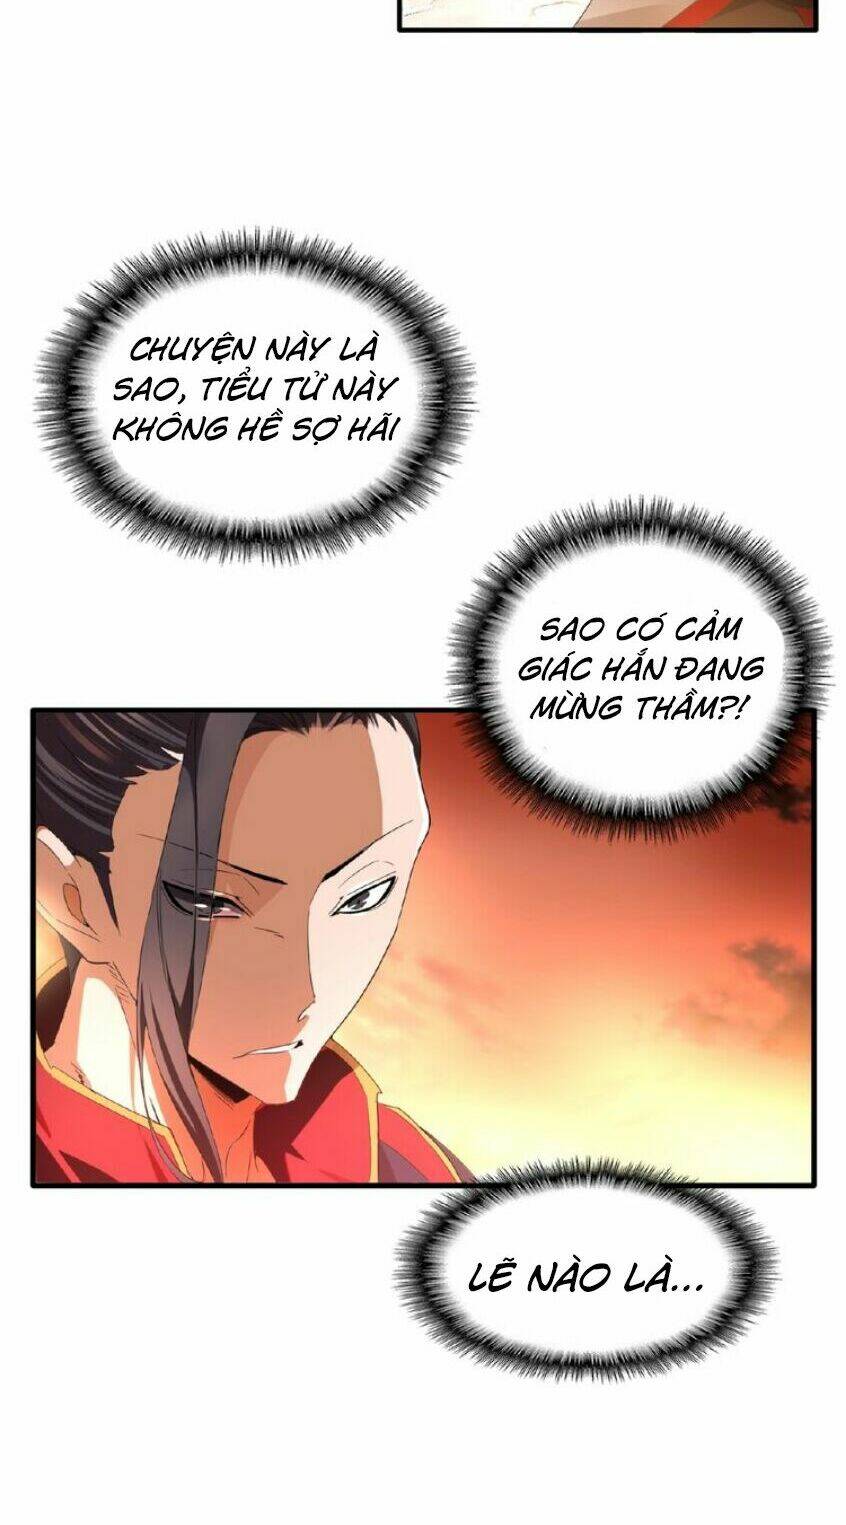 CHUYỆN NÀY LÀ
SAO, TIỂU TỬ NÀY
KHÔNG HỀ SỢ HÃI
SAO CÓ CẢM
GIÁC HẮN ĐANG
MỪNG THẦM?!
LẼ NÀO LÀ...